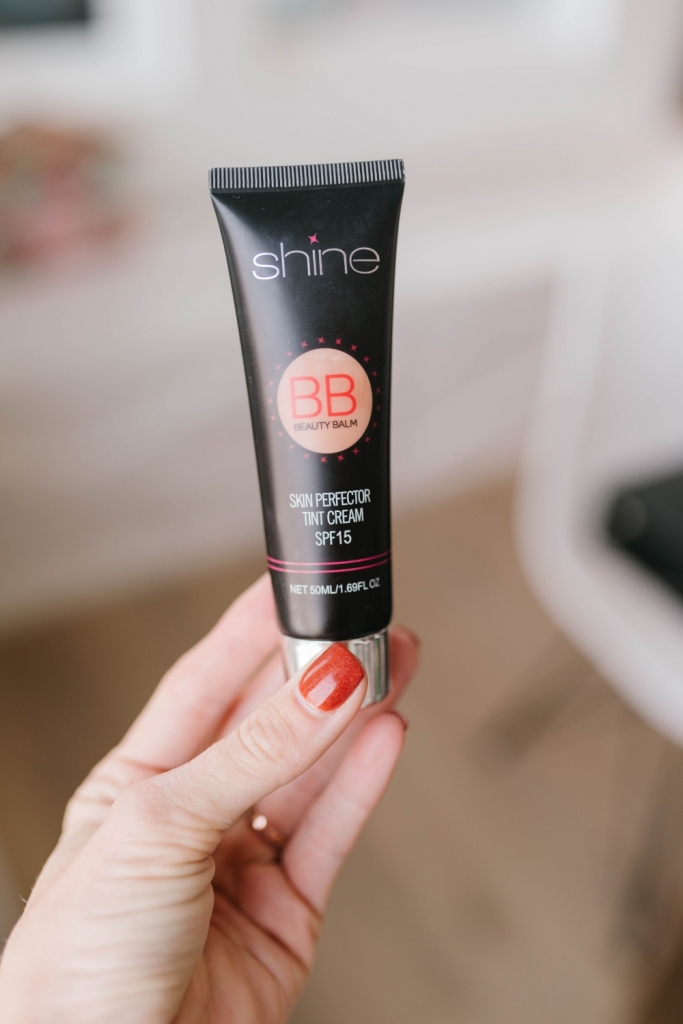 shine
BB
BEAUTY BALM
SKIN PERFECTOR
TINT CREAM
SPF15
NET 50ML/1.69FL OZ